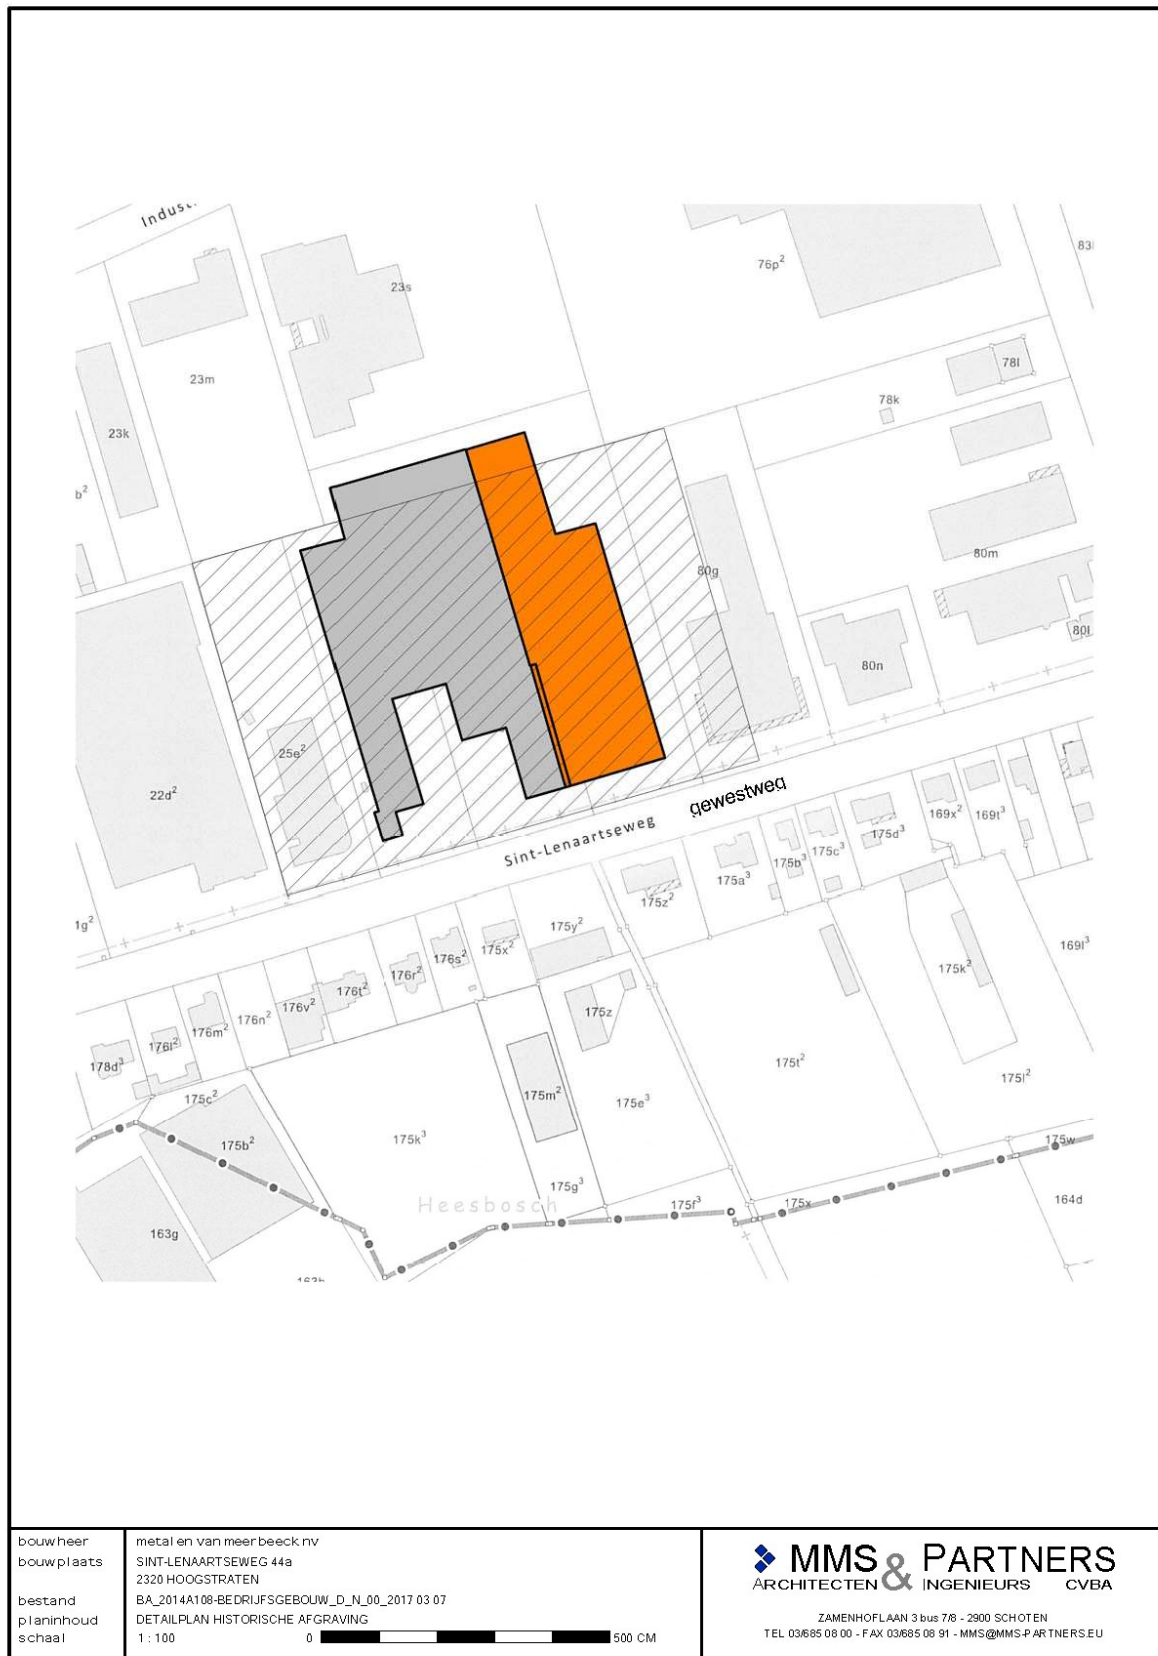 Indust
23s
76p²
83l
23m
78l
78k
23k
b²
80m
80g
80l
80n
25e²
22d²
gewestweg
Sint-Lenaartseweg
169x²
169t³
175d³
175c³
175b³
175a³
175z²
1g²
175y²
175x²
176s²
176r²
176t²
176v²
176n²
176m²
176l²
178d³
169l³
175k²
175z
175t²
175l²
175m²
175e³
175c²
175b²
175k³
175w
175g³
175f³
175x
164d
Heesbosch
163g
163h
bouwheer metalen van meerbeeck nv
bouwplaats SINT-LENAARTSEWEG 44a
2320 HOOGSTRATEN
bestand BA_2014A108-BEDRIJFSGEBOUW_D_N_00_2017 03 07
planinhoud DETAILPLAN HISTORISCHE AFGRAVING
schaal 1 : 100 0 500 CM
MMS & PARTNERS
ARCHITECTEN INGENIEURS CVBA
ZAMENHOFLAAN 3 bus 7/8 - 2900 SCHOTEN
TEL 03/685 08 00 - FAX 03/685 08 91 - MMS@MMS-PARTNERS.EU